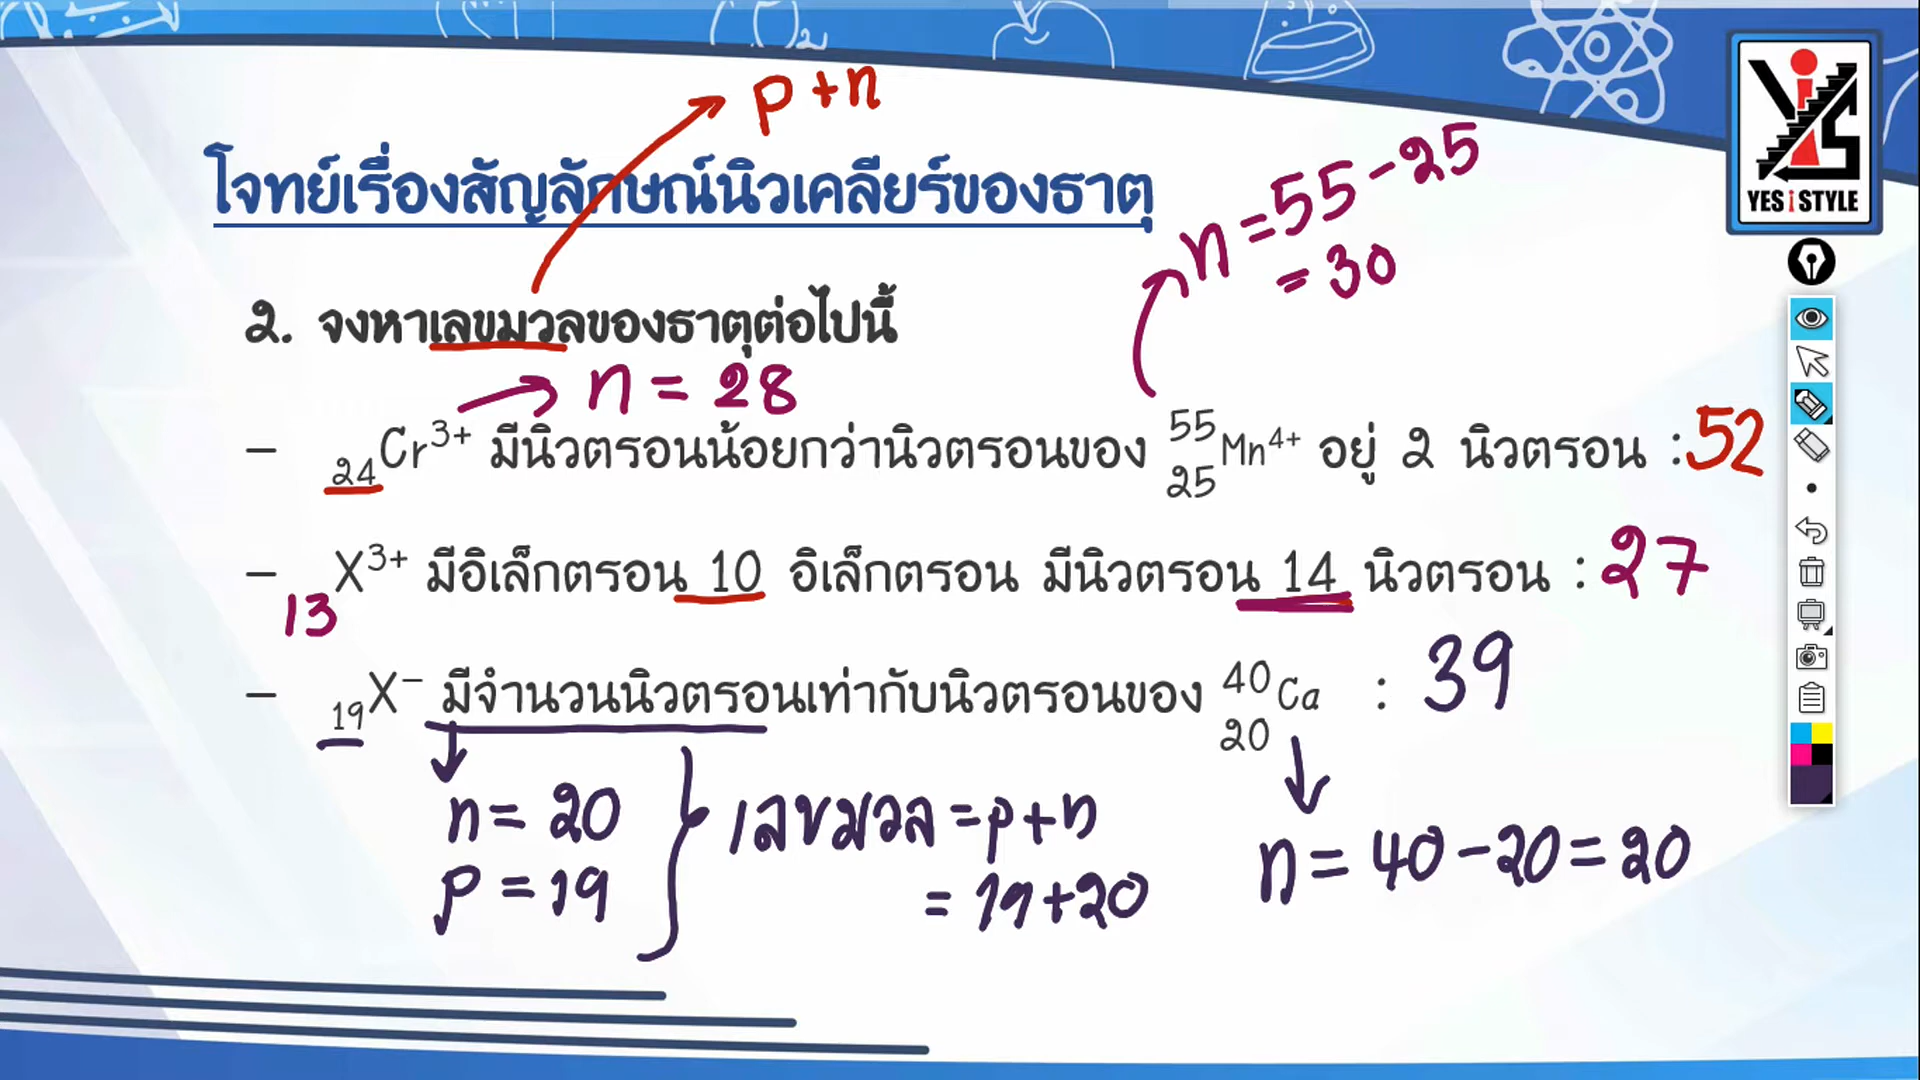 p+n
โจทย์เรื่องสัญลักษณ์นิวเคลียร์ของธาตุ
YES i STYLE
n = 55 - 25
= 30
2. จงหาเลขมวลของธาตุต่อไปนี้
n = 28
– ₂₄Cr³⁺ มีนิวตรอนน้อยกว่านิวตรอนของ ⁵⁵₂₅Mn⁴⁺ อยู่ 2 นิวตรอน : 52
– X³⁺ มีอิเล็กตรอน 10 อิเล็กตรอน มีนิวตรอน 14 นิวตรอน : 27
13
– ₁₉X⁻ มีจำนวนนิวตรอนเท่ากับนิวตรอนของ ⁴⁰₂₀Ca : 39
n = 20
p = 19
เลขมวล = p+n
= 19+20
n = 40 - 20 = 20